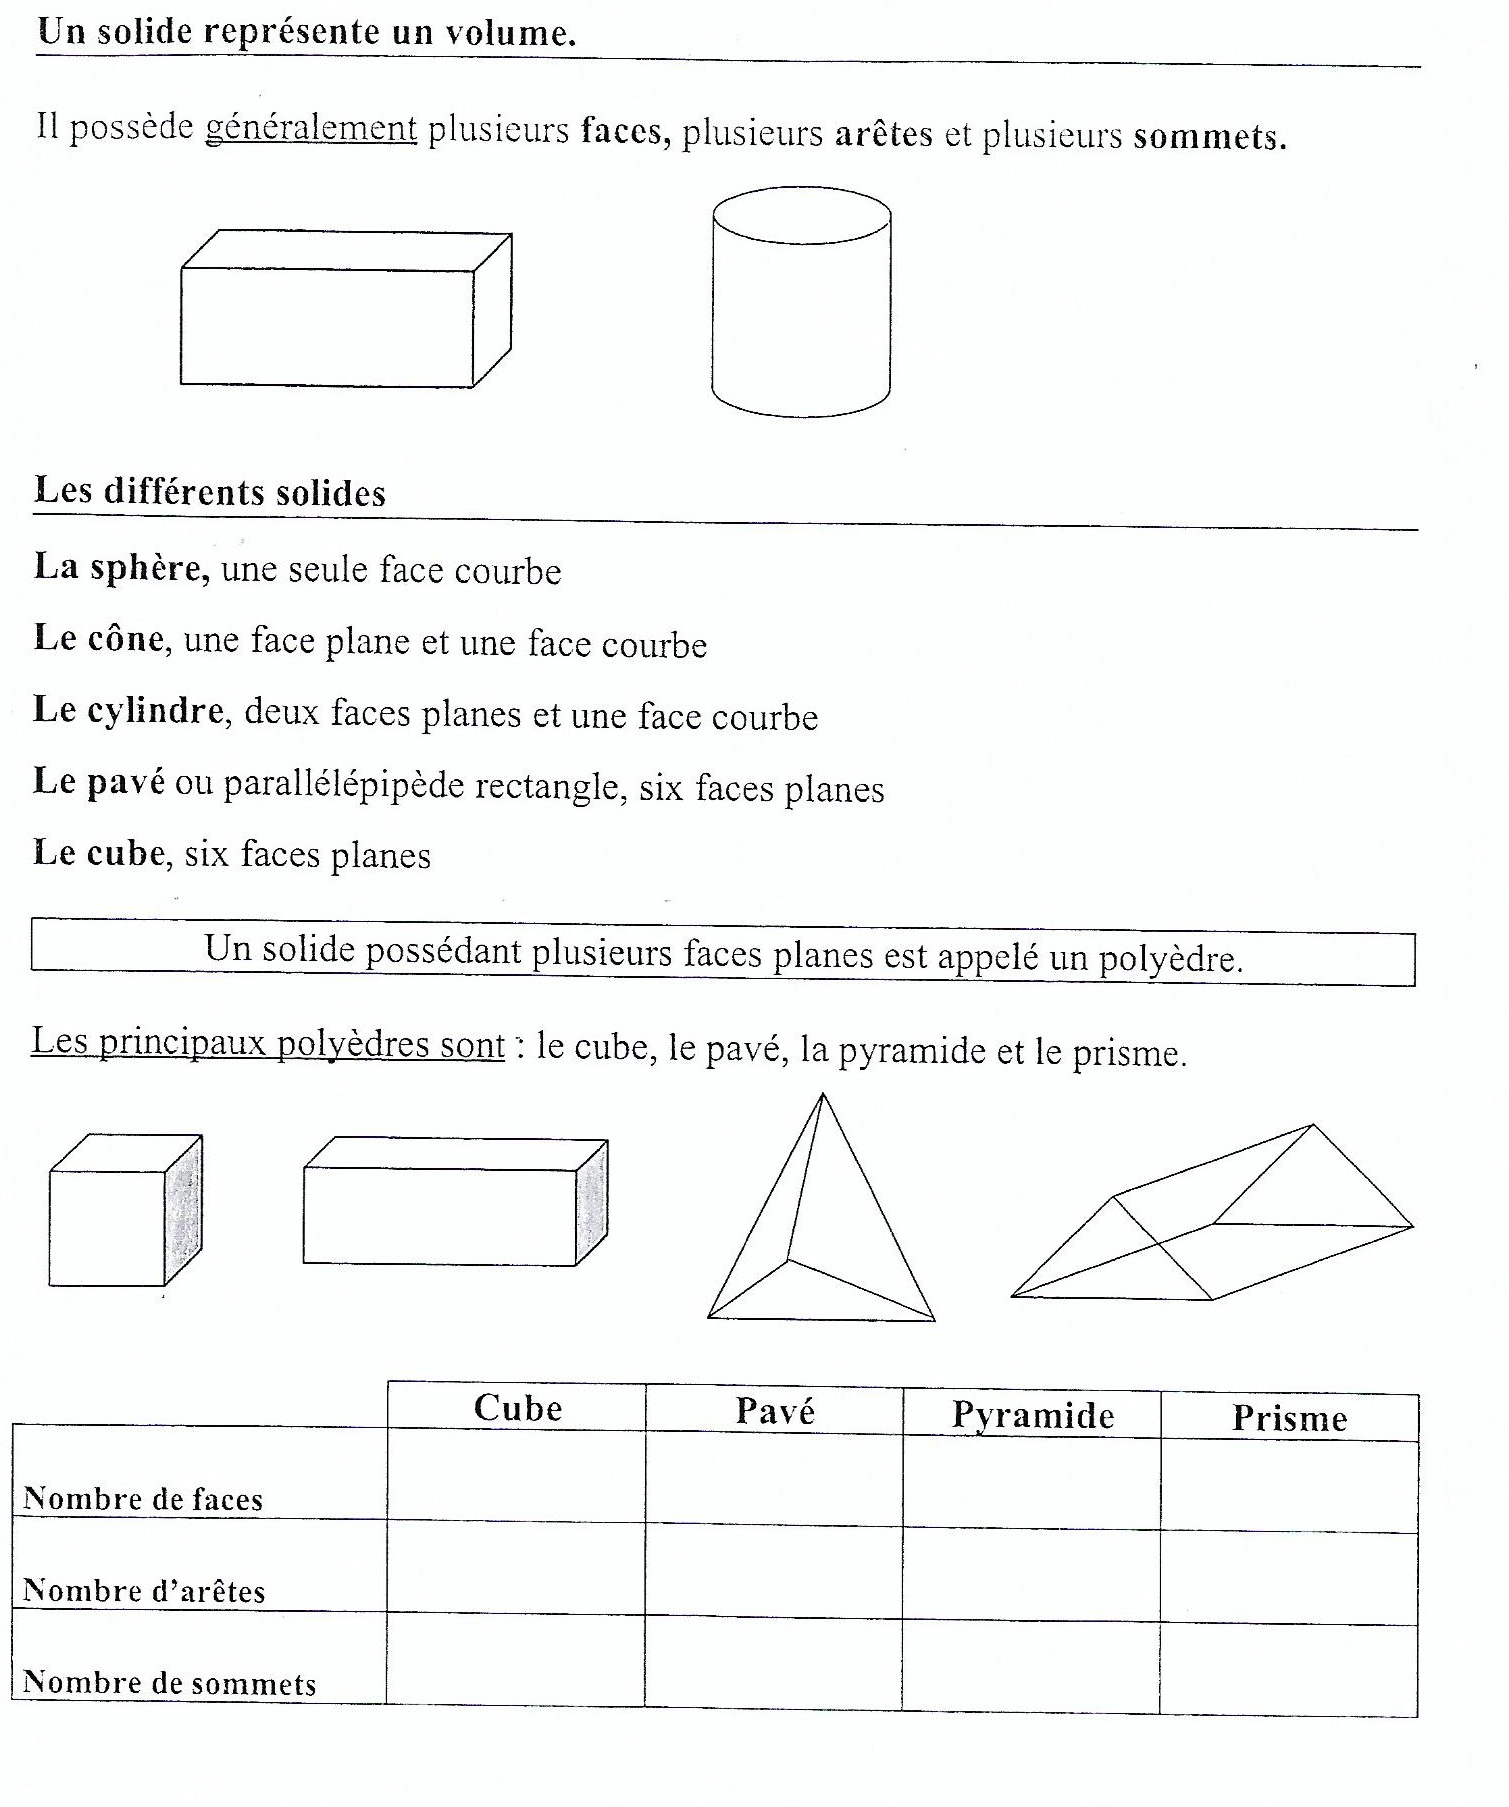 Un solide représente un volume.
Il possède généralement plusieurs faces, plusieurs arêtes et plusieurs sommets.
Les différents solides
La sphère, une seule face courbe
Le cône, une face plane et une face courbe
Le cylindre, deux faces planes et une face courbe
Le pavé ou parallélépipède rectangle, six faces planes
Le cube, six faces planes
Un solide possédant plusieurs faces planes est appelé un polyèdre.
Les principaux polyèdres sont : le cube, le pavé, la pyramide et le prisme.
Cube Pavé Pyramide Prisme
Nombre de faces
Nombre d'arêtes
Nombre de sommets